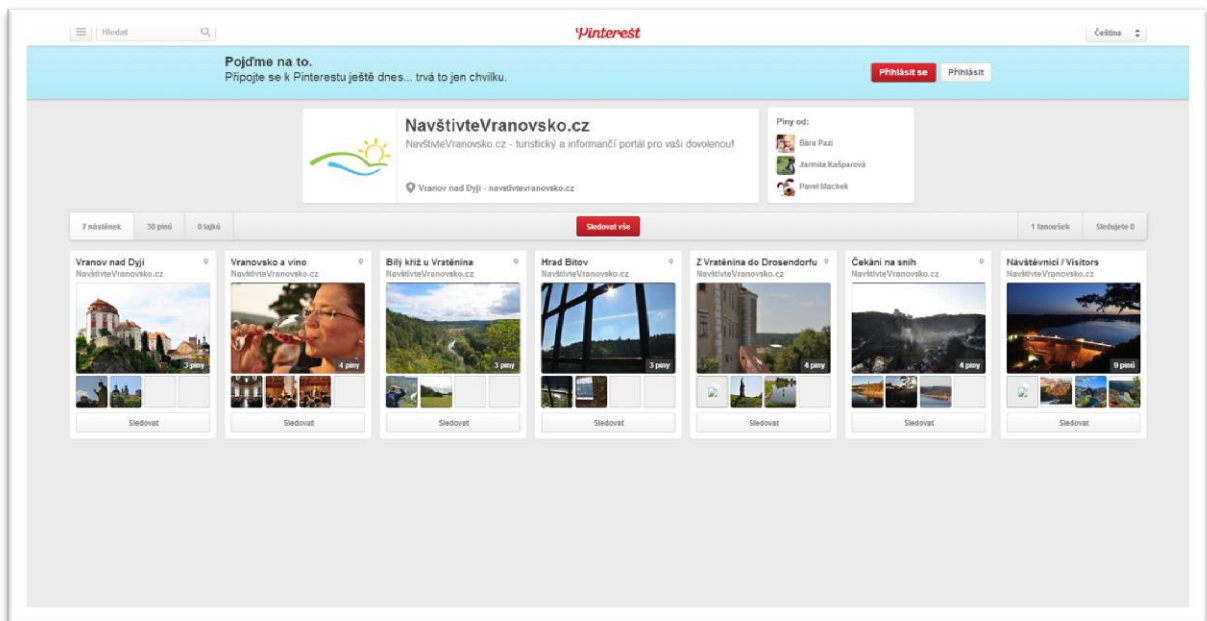 Hledat
Pinterest
Čeština
Pojďme na to.
Připojte se k Pinterestu ještě dnes... trvá to jen chvilku.
Přihlásit se
Přihlásit
NavštivteVranovsko.cz
NavštivteVranovsko.cz - turistický a informanční portál pro vaši dovolenou!
Vranov nad Dyjí · navstivtevranovsko.cz
Piny od:
Bára Pazi
Jarmila Kašparová
Pavel Machek
7 nástěnek
30 pinů
0 lajků
Sledovat vše
1 fanoušek
Sledujete 0
Vranov nad Dyjí
NavštivteVranovsko.cz
3 piny
Sledovat
Vranovsko a víno
NavštivteVranovsko.cz
4 piny
Sledovat
Bílý kříž u Vratěnína
NavštivteVranovsko.cz
3 piny
Sledovat
Hrad Bítov
NavštivteVranovsko.cz
3 piny
Sledovat
Z Vratěnína do Drosendorfu
NavštivteVranovsko.cz
4 piny
Sledovat
Čekání na sníh
NavštivteVranovsko.cz
4 piny
Sledovat
Návštěvníci / Visitors
NavštivteVranovsko.cz
9 pinů
Sledovat